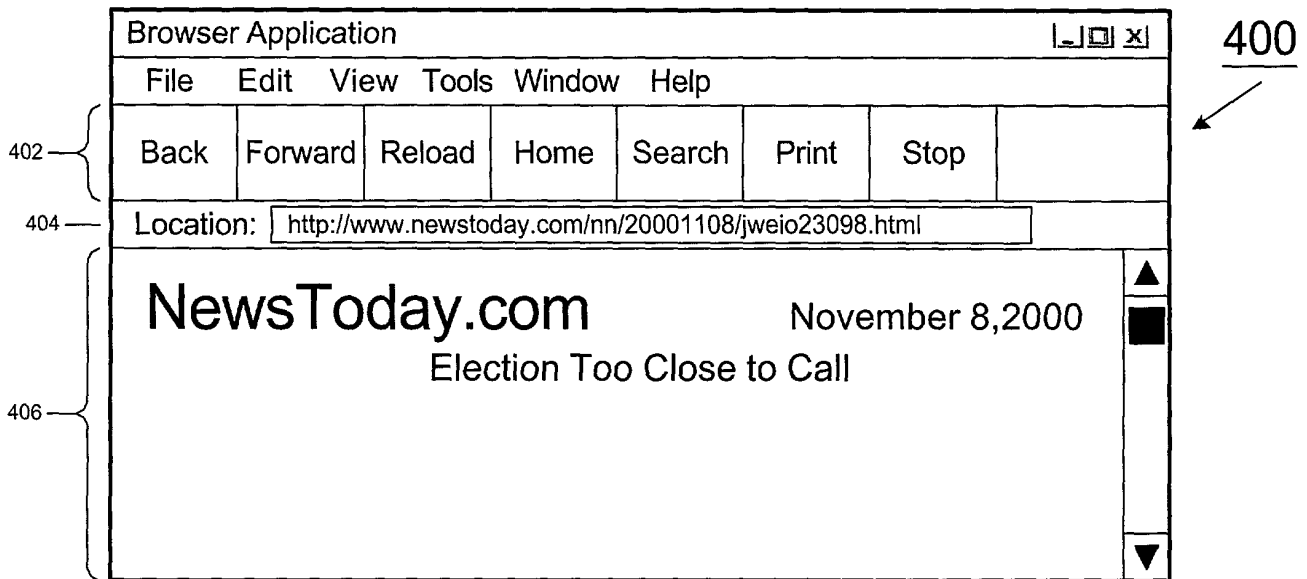 Browser Application
400
File Edit View Tools Window Help
402
Back Forward Reload Home Search Print Stop
404
Location: http://www.newstoday.com/nn/20001108/jweio23098.html
NewsToday.com November 8,2000
Election Too Close to Call
406